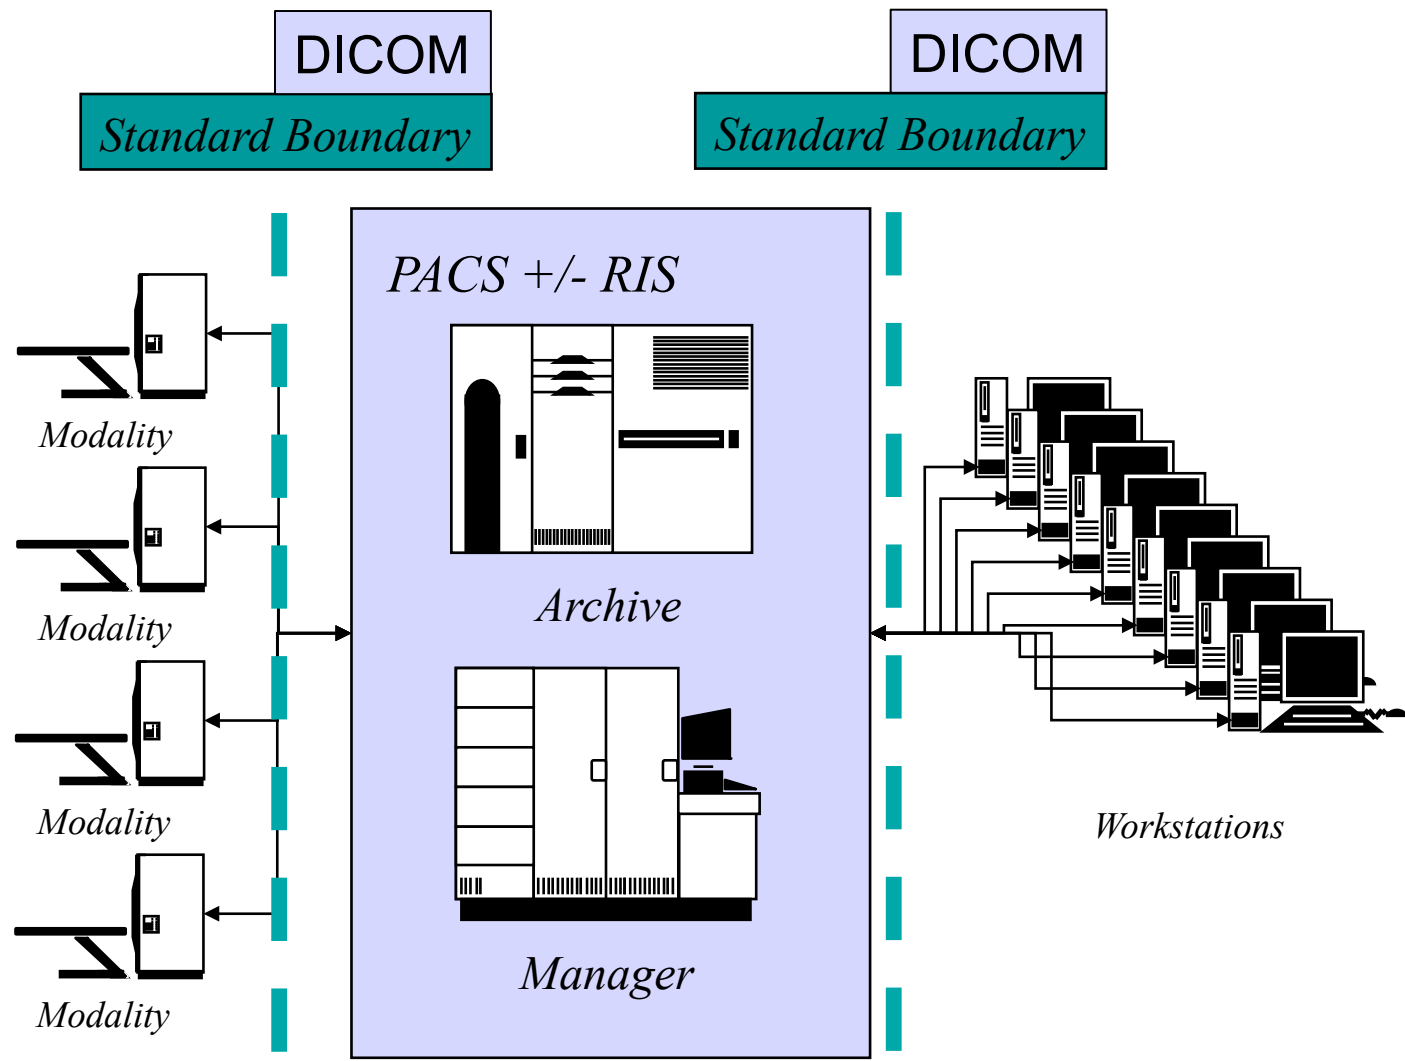 DICOM
Standard Boundary
DICOM
Standard Boundary
PACS +/- RIS
Modality
Modality
Modality
Modality
Archive
Manager
Workstations